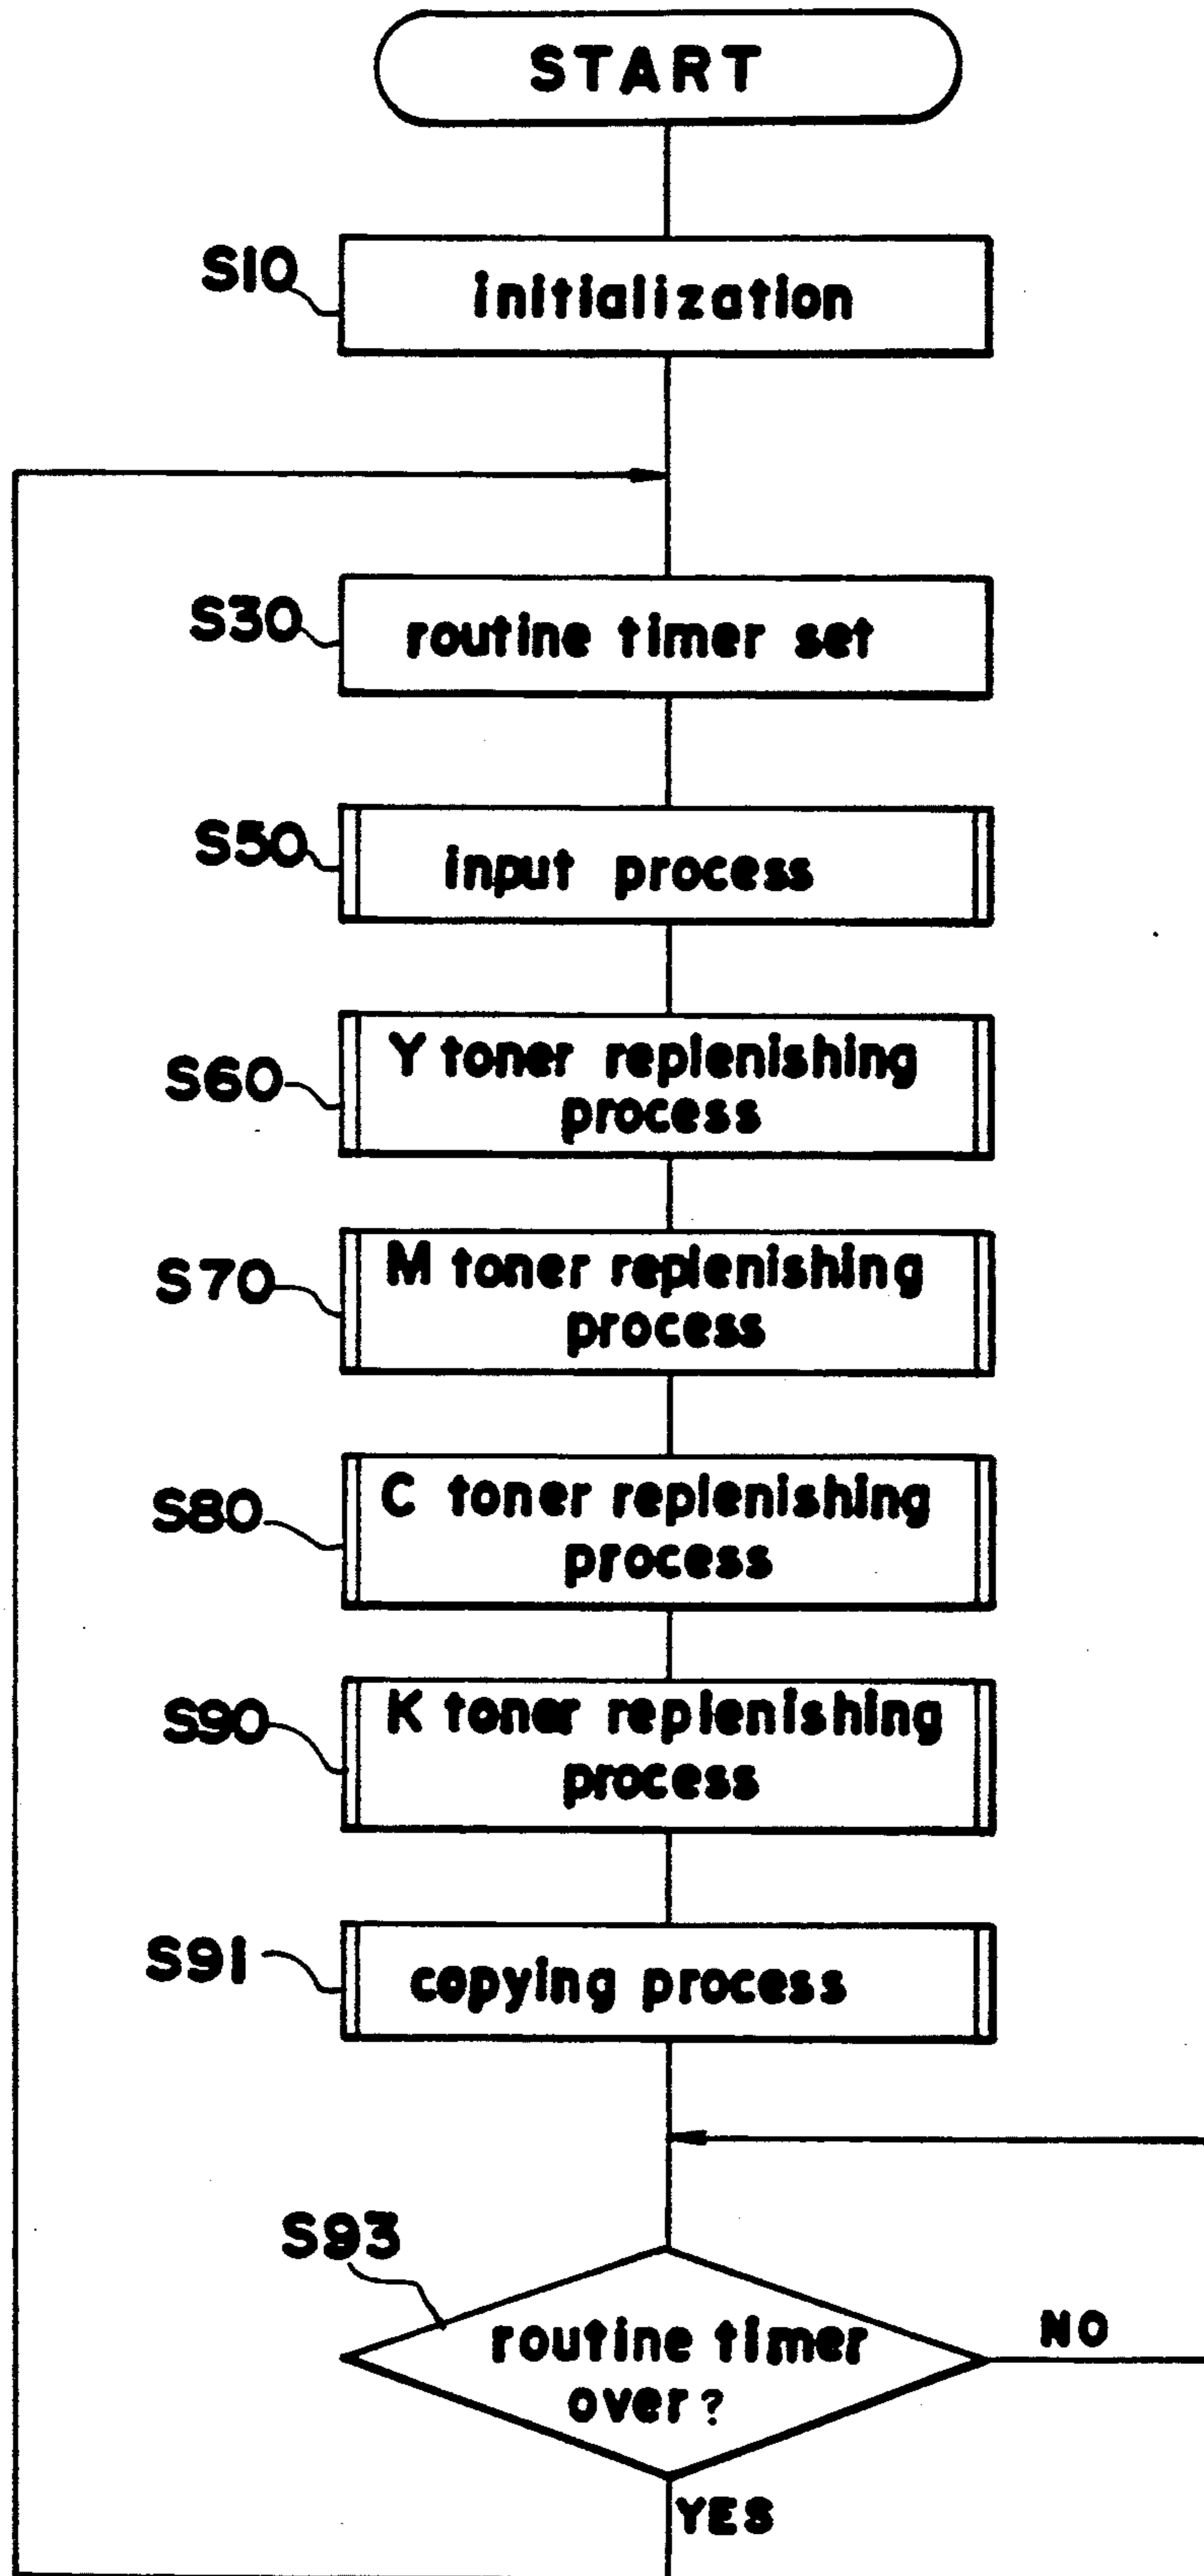 START
S10
initialization
S30
routine timer set
S50
input process
S60
Y toner replenishing
process
S70
M toner replenishing
process
S80
C toner replenishing
process
S90
K toner replenishing
process
S91
copying process
S93
routine timer
over?
NO
YES